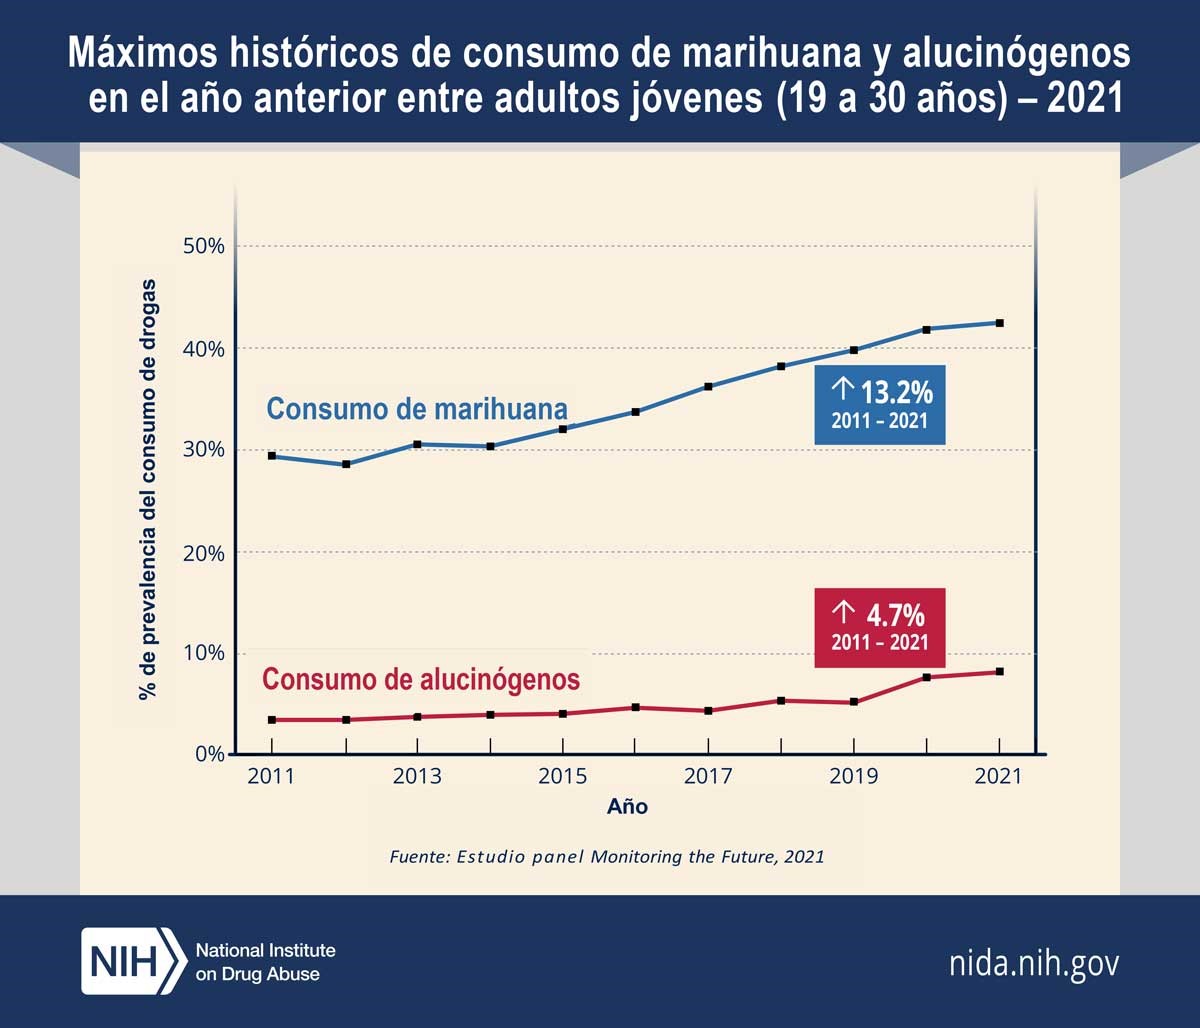 Máximos históricos de consumo de marihuana y alucinógenos
en el año anterior entre adultos jóvenes (19 a 30 años) – 2021
% de prevalencia del consumo de drogas
50%
40%
30%
20%
10%
0%
Consumo de marihuana
↑ 13.2%
2011 – 2021
Consumo de alucinógenos
↑ 4.7%
2011 – 2021
2011 2013 2015 2017 2019 2021
Año
Fuente: Estudio panel Monitoring the Future, 2021
NIH
National Institute
on Drug Abuse
nida.nih.gov